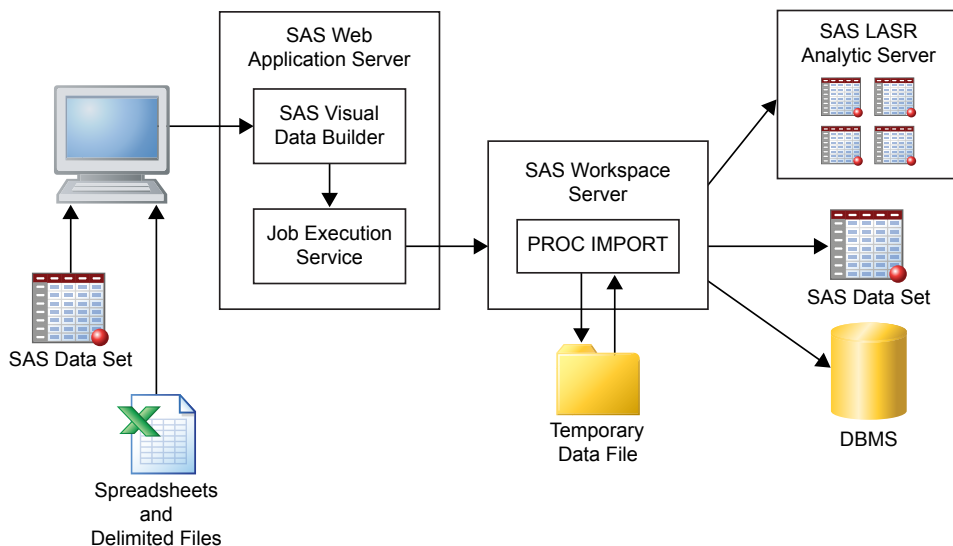 SAS Web
Application Server
SAS Visual
Data Builder
Job Execution
Service
SAS Workspace
Server
PROC IMPORT
Temporary
Data File
SAS LASR
Analytic Server
SAS Data Set
DBMS
SAS Data Set
Spreadsheets
and
Delimited Files